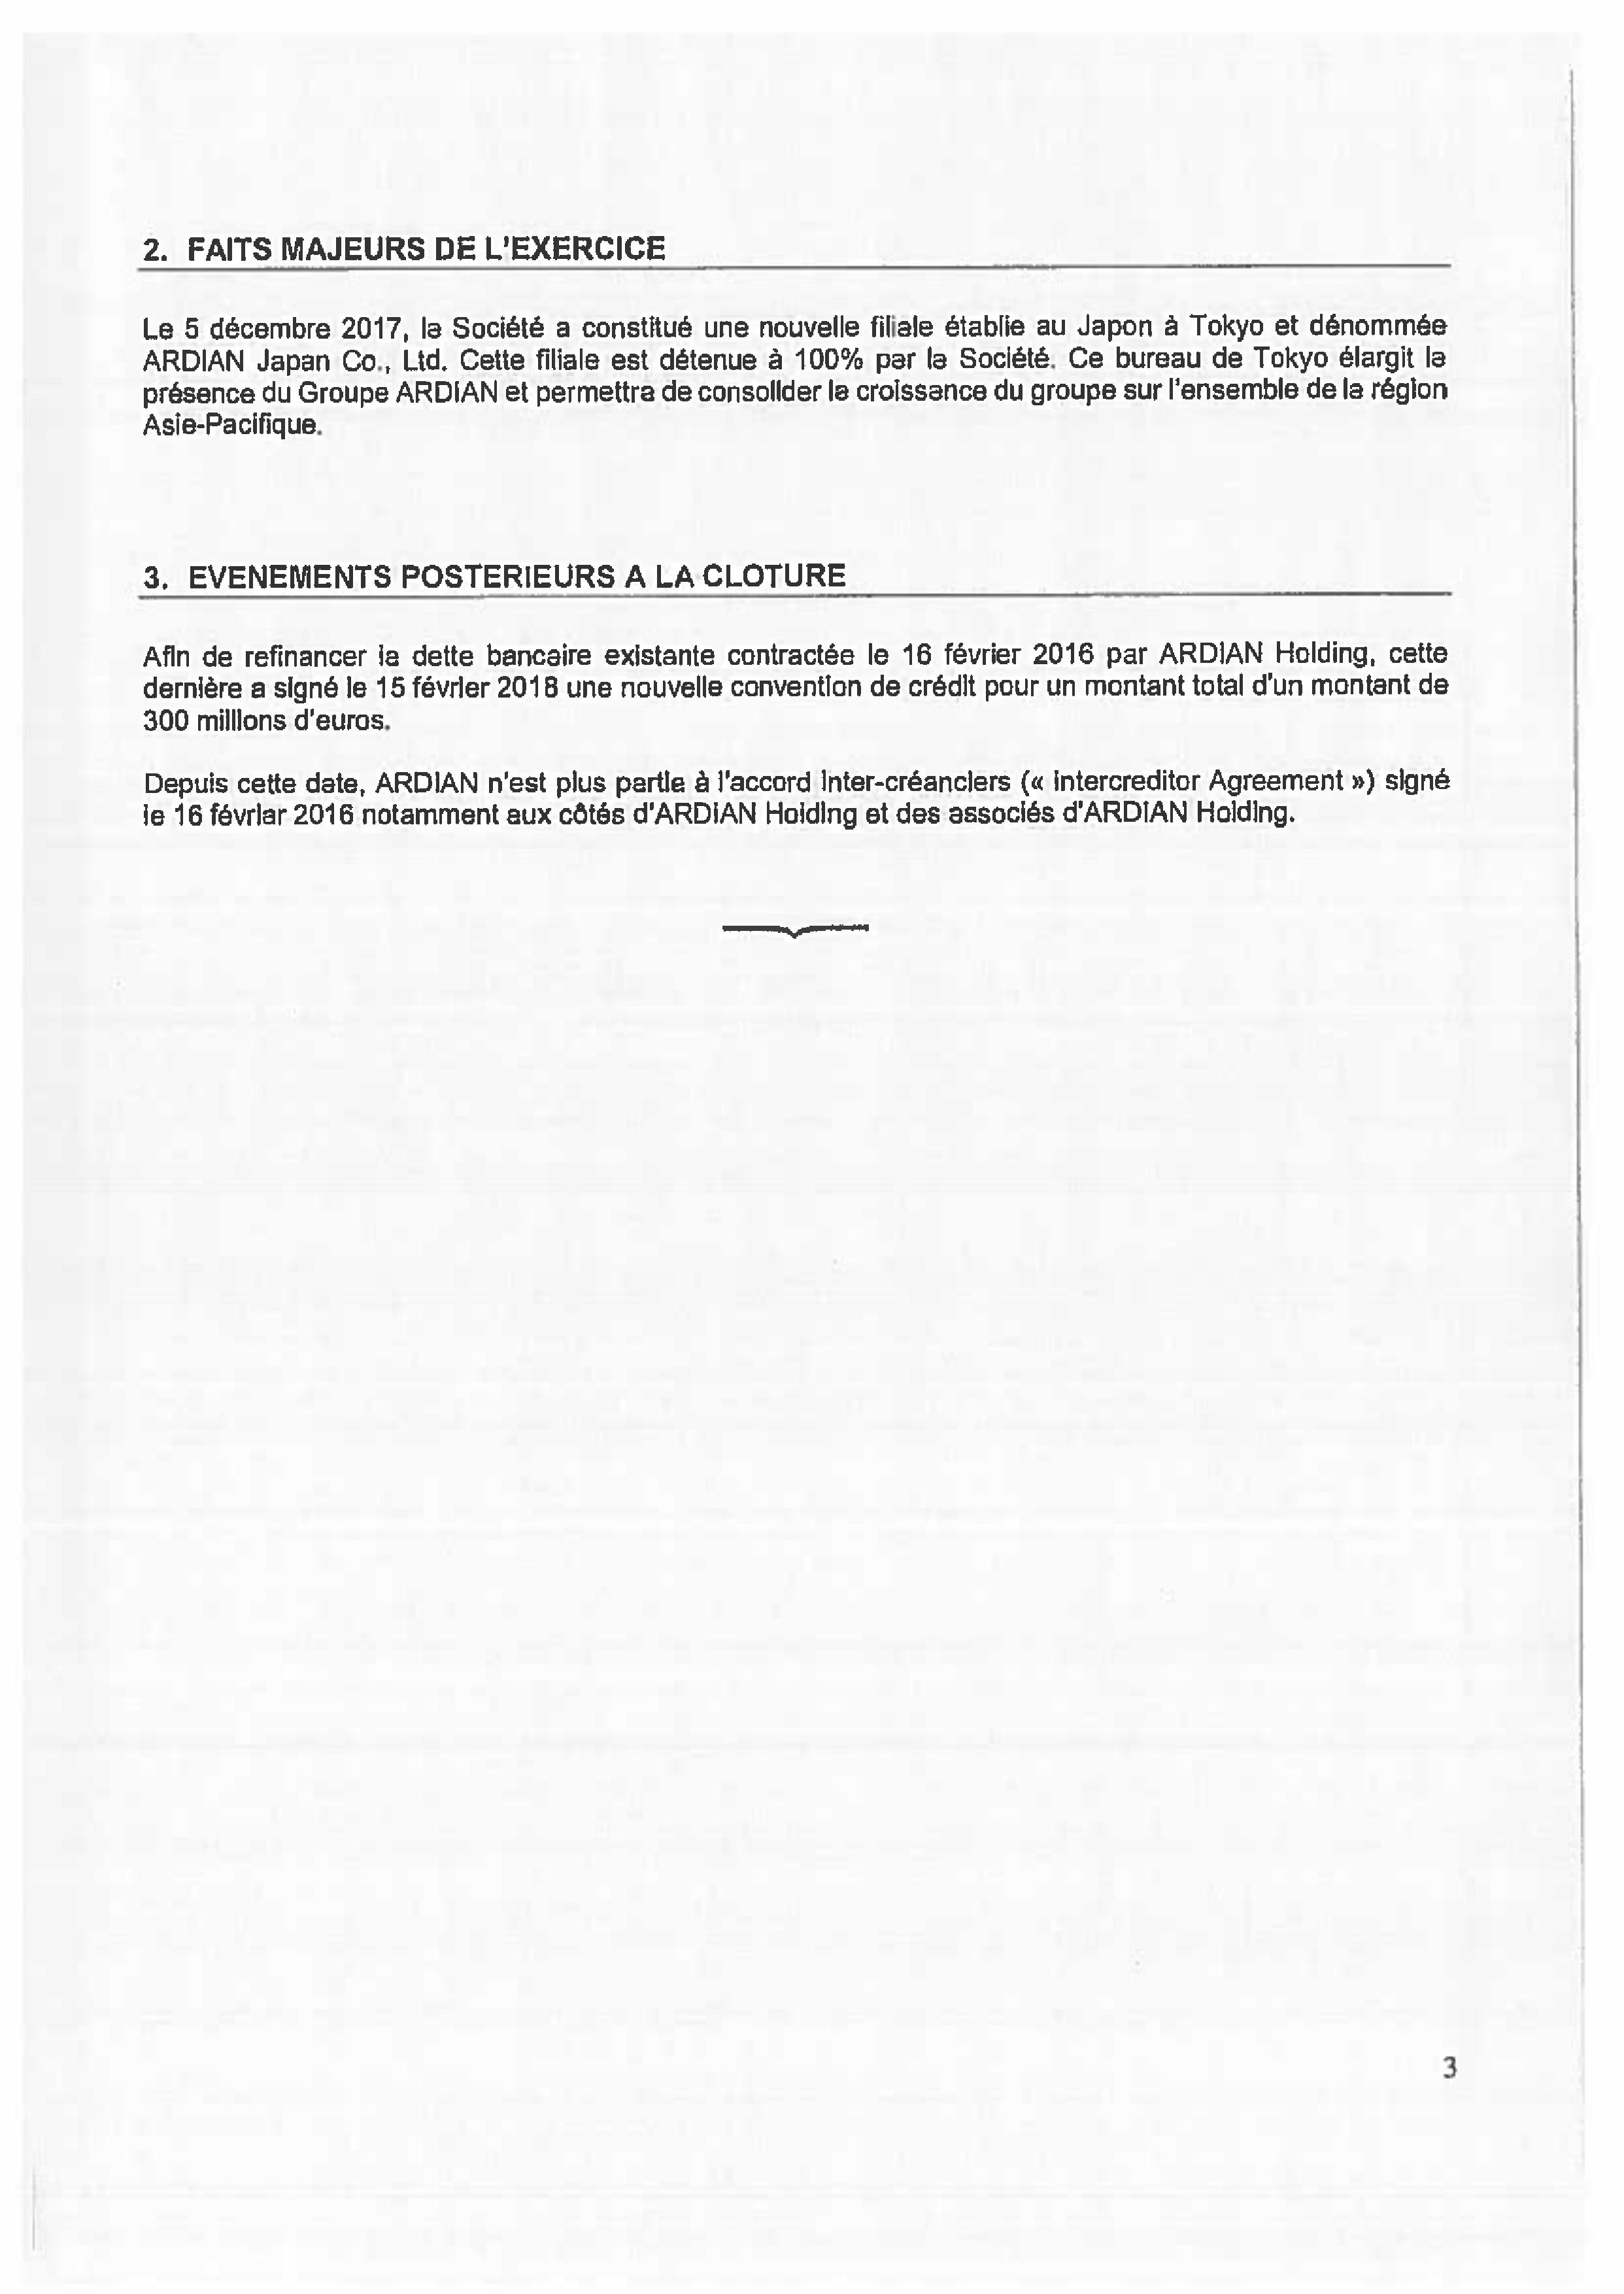 2. FAITS MAJEURS DE L'EXERCICE
Le 5 décembre 2017, la Société a constitué une nouvelle filiale établie au Japon à Tokyo et dénommée
ARDIAN Japan Co., Ltd. Cette filiale est détenue à 100% par la Société. Ce bureau de Tokyo élargit la
présence du Groupe ARDIAN et permettra de consolider la croissance du groupe sur l'ensemble de la région
Asie-Pacifique.
3. EVENEMENTS POSTERIEURS A LA CLOTURE
Afin de refinancer la dette bancaire existante contractée le 16 février 2016 par ARDIAN Holding, cette
dernière a signé le 15 février 2018 une nouvelle convention de crédit pour un montant total d'un montant de
300 millions d'euros.
Depuis cette date, ARDIAN n'est plus partie à l'accord inter-créanciers (« Intercreditor Agreement ») signé
le 16 février 2016 notamment aux côtés d'ARDIAN Holding et des associés d'ARDIAN Holding.
3